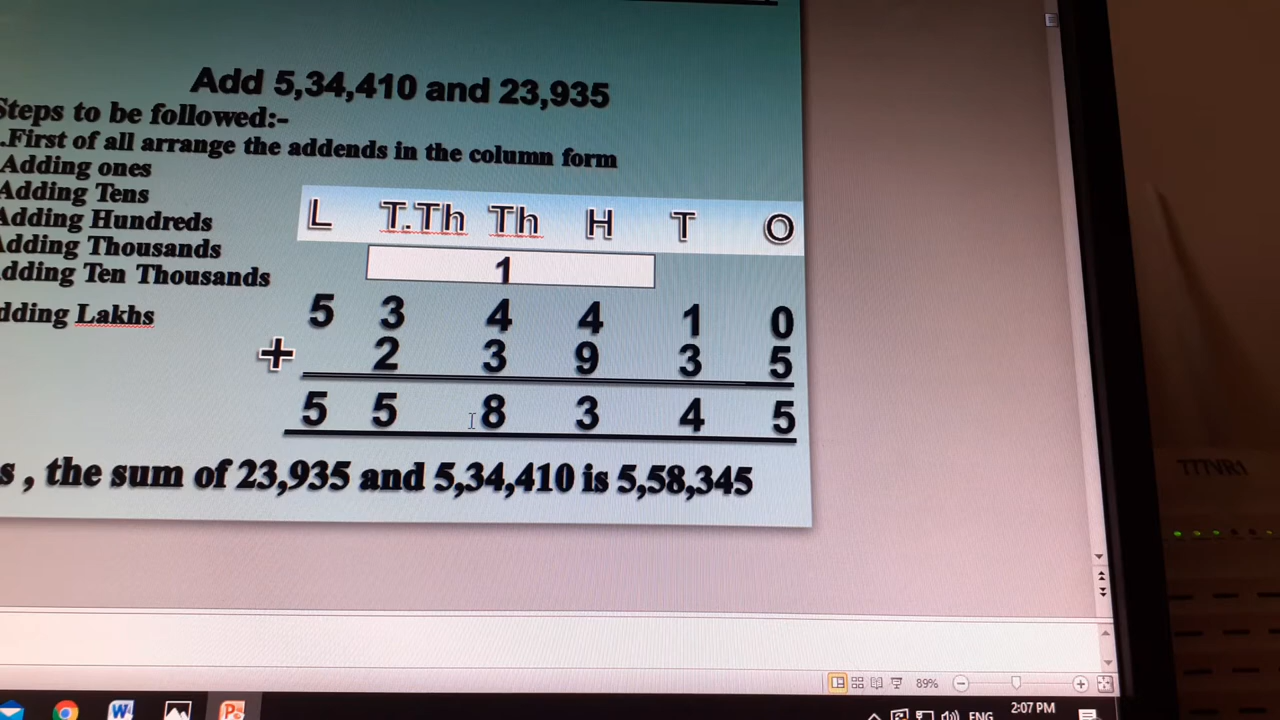 Add 5,34,410 and 23,935
Steps to be followed:-
.First of all arrange the addends in the column form
Adding ones
Adding Tens
Adding Hundreds
Adding Thousands
dding Ten Thousands
dding Lakhs
L T.Th Th H T O
1
5 3 4 4 1 0
+ 2 3 9 3 5
5 5 8 3 4 5
s , the sum of 23,935 and 5,34,410 is 5,58,345
TTTVR1
89%
ENG
2:07 PM